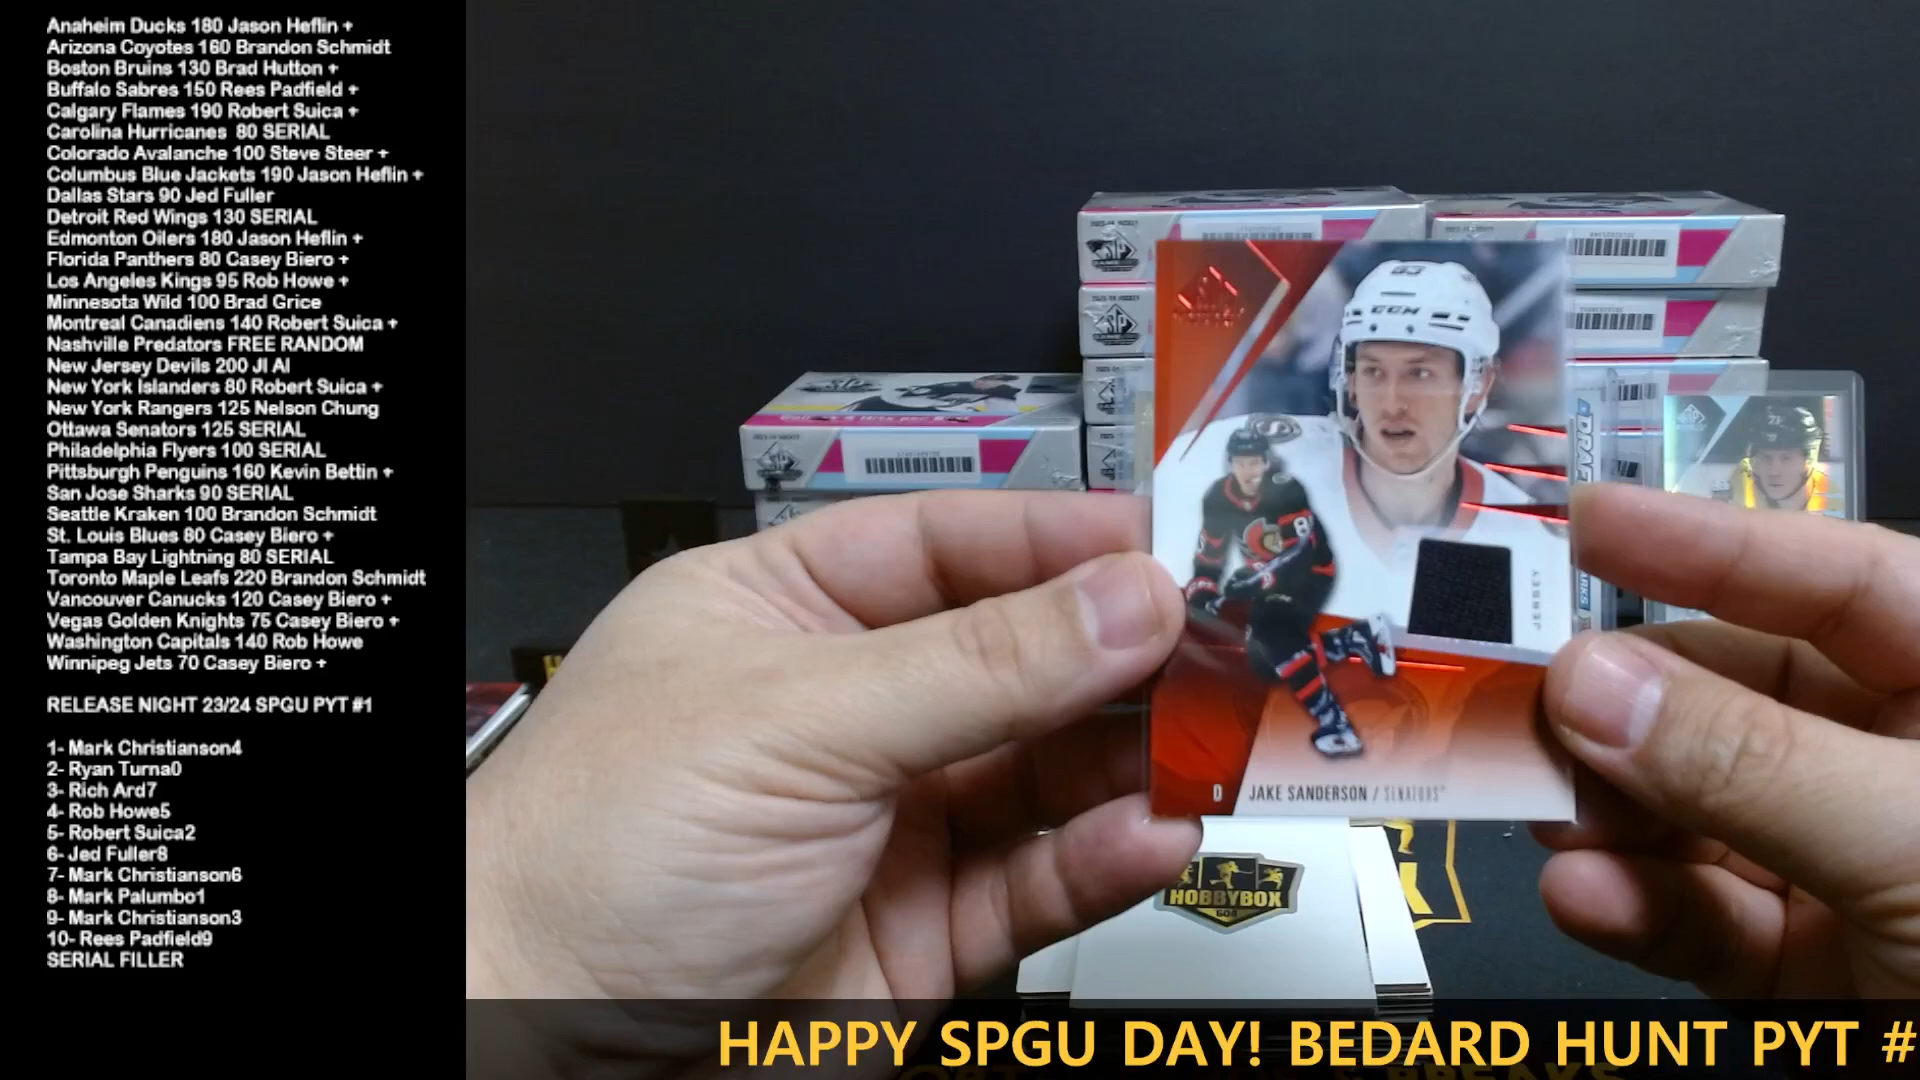 Anaheim Ducks 180 Jason Heflin +
Arizona Coyotes 160 Brandon Schmidt
Boston Bruins 130 Brad Hutton +
Buffalo Sabres 150 Rees Padfield +
Calgary Flames 190 Robert Suica +
Carolina Hurricanes 80 SERIAL
Colorado Avalanche 100 Steve Steer +
Columbus Blue Jackets 190 Jason Heflin +
Dallas Stars 90 Jed Fuller
Detroit Red Wings 130 SERIAL
Edmonton Oilers 180 Jason Heflin +
Florida Panthers 80 Casey Biero +
Los Angeles Kings 95 Rob Howe +
Minnesota Wild 100 Brad Grice
Montreal Canadiens 140 Robert Suica +
Nashville Predators FREE RANDOM
New Jersey Devils 200 JI AI
New York Islanders 80 Robert Suica +
New York Rangers 125 Nelson Chung
Ottawa Senators 125 SERIAL
Philadelphia Flyers 100 SERIAL
Pittsburgh Penguins 160 Kevin Bettin +
San Jose Sharks 90 SERIAL
Seattle Kraken 100 Brandon Schmidt
St. Louis Blues 80 Casey Biero +
Tampa Bay Lightning 80 SERIAL
Toronto Maple Leafs 220 Brandon Schmidt
Vancouver Canucks 120 Casey Biero +
Vegas Golden Knights 75 Casey Biero +
Washington Capitals 140 Rob Howe
Winnipeg Jets 70 Casey Biero +
RELEASE NIGHT 23/24 SPGU PYT #1
1- Mark Christianson4
2- Ryan Turna0
3- Rich Ard7
4- Rob Howe5
5- Robert Suica2
6- Jed Fuller8
7- Mark Christianson6
8- Mark Palumbo1
9- Mark Christianson3
10- Rees Padfield9
SERIAL FILLER
CCM
JERSEY
D JAKE SANDERSON / SENATORS
HOBBYBOX
HAPPY SPGU DAY! BEDARD HUNT PYT #